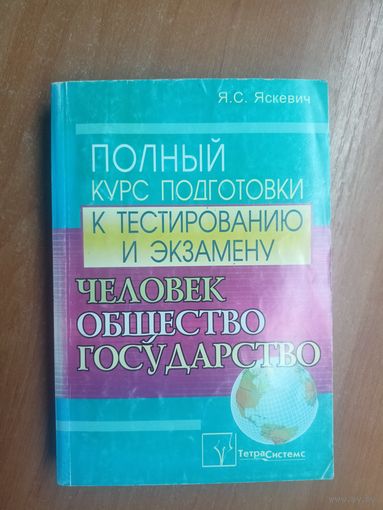 Я.С. Яскевич
ПОЛНЫЙ
КУРС ПОДГОТОВКИ
К ТЕСТИРОВАНИЮ
И ЭКЗАМЕНУ
ЧЕЛОВЕК
ОБЩЕСТВО
ГОСУДАРСТВО
ТетраСистемс